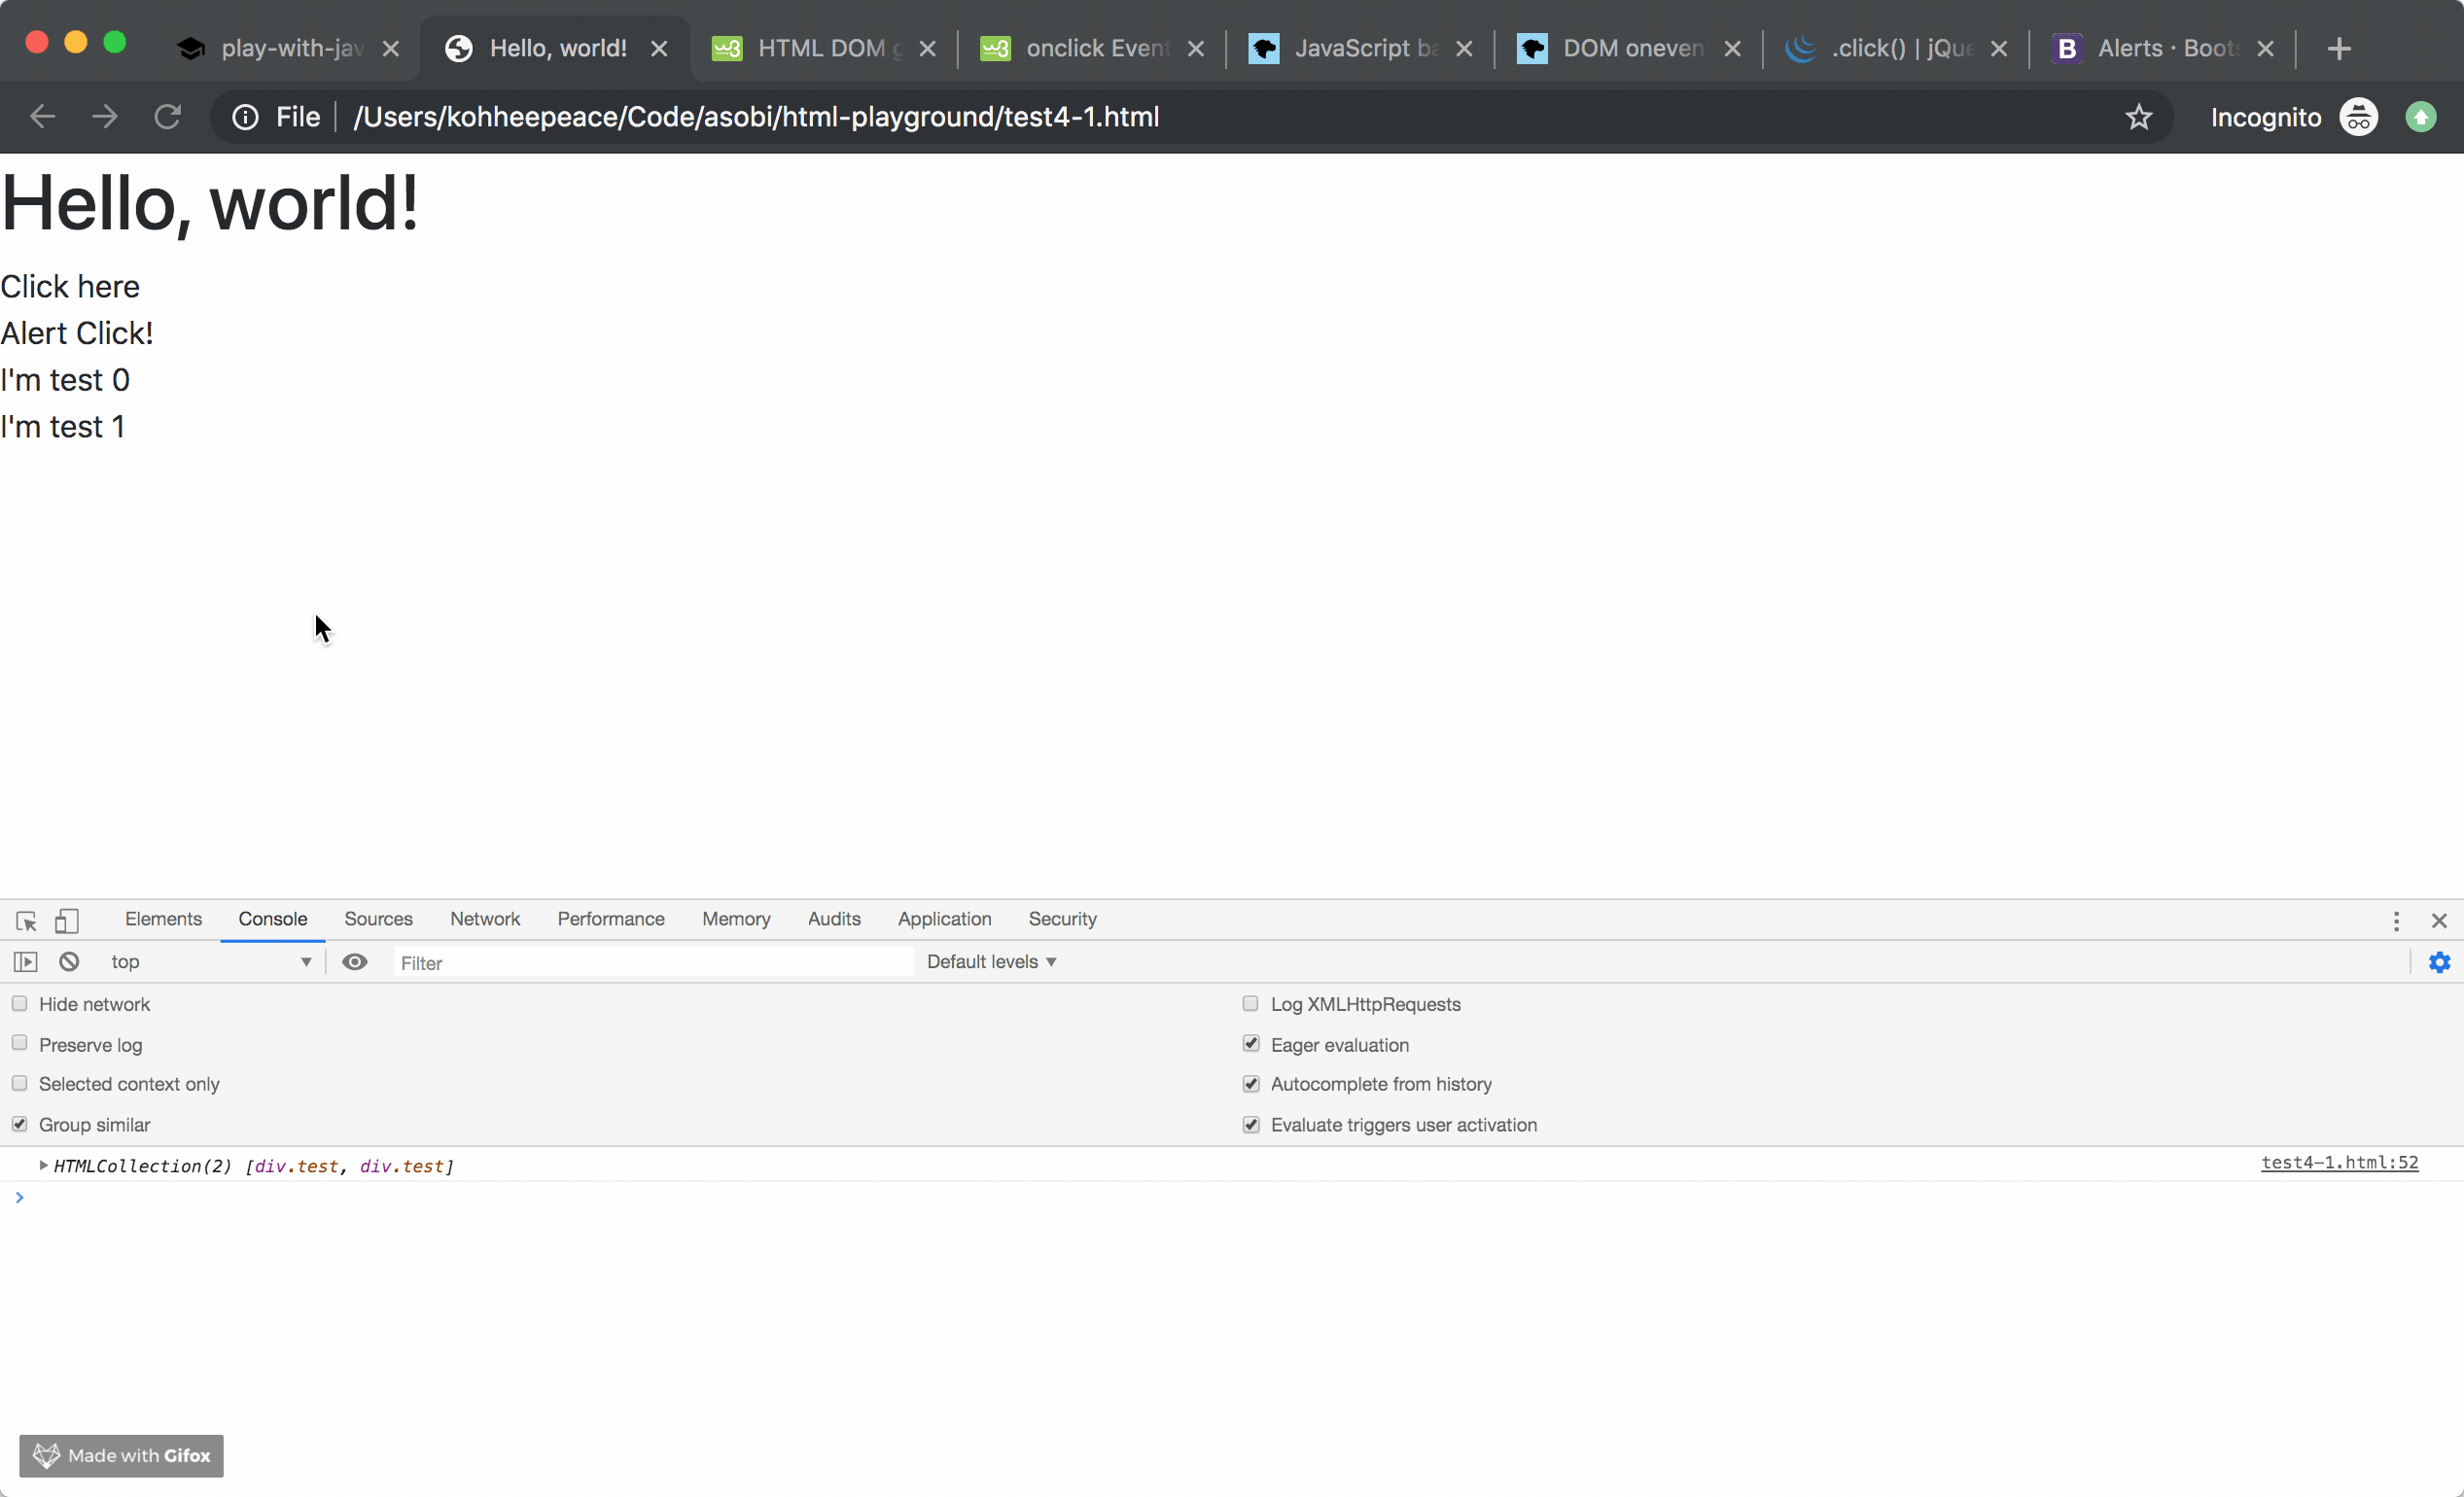 play-with-jav
Hello, world!
HTML DOM g
onclick Event
JavaScript ba
DOM oneven
.click() | jQue
B Alerts · Boots
File /Users/kohheepeace/Code/asobi/html-playground/test4-1.html Incognito
Hello, world!
Click here
Alert Click!
I'm test 0
I'm test 1
Elements Console Sources Network Performance Memory Audits Application Security
top Filter Default levels
Hide network Log XMLHttpRequests
Preserve log Eager evaluation
Selected context only Autocomplete from history
Group similar Evaluate triggers user activation
HTMLCollection(2) [div.test, div.test] test4-1.html:52
Made with Gifox